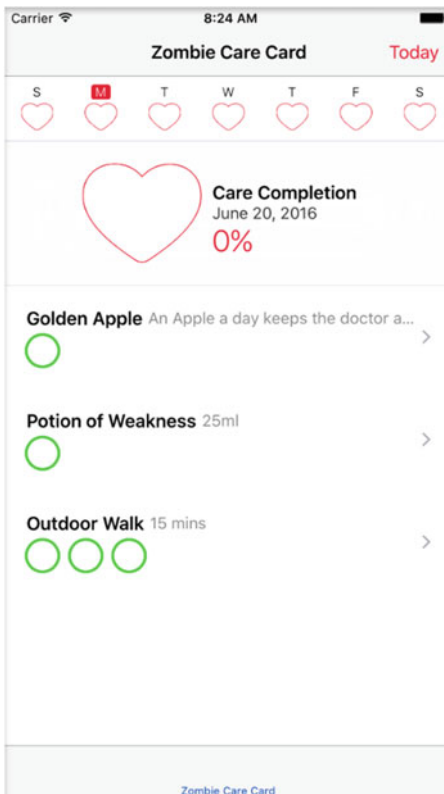 Carrier 8:24 AM
Zombie Care Card Today
S M T W T F S
Care Completion
June 20, 2016
0%
Golden Apple An Apple a day keeps the doctor a...
Potion of Weakness 25ml
Outdoor Walk 15 mins
Zombie Care Card